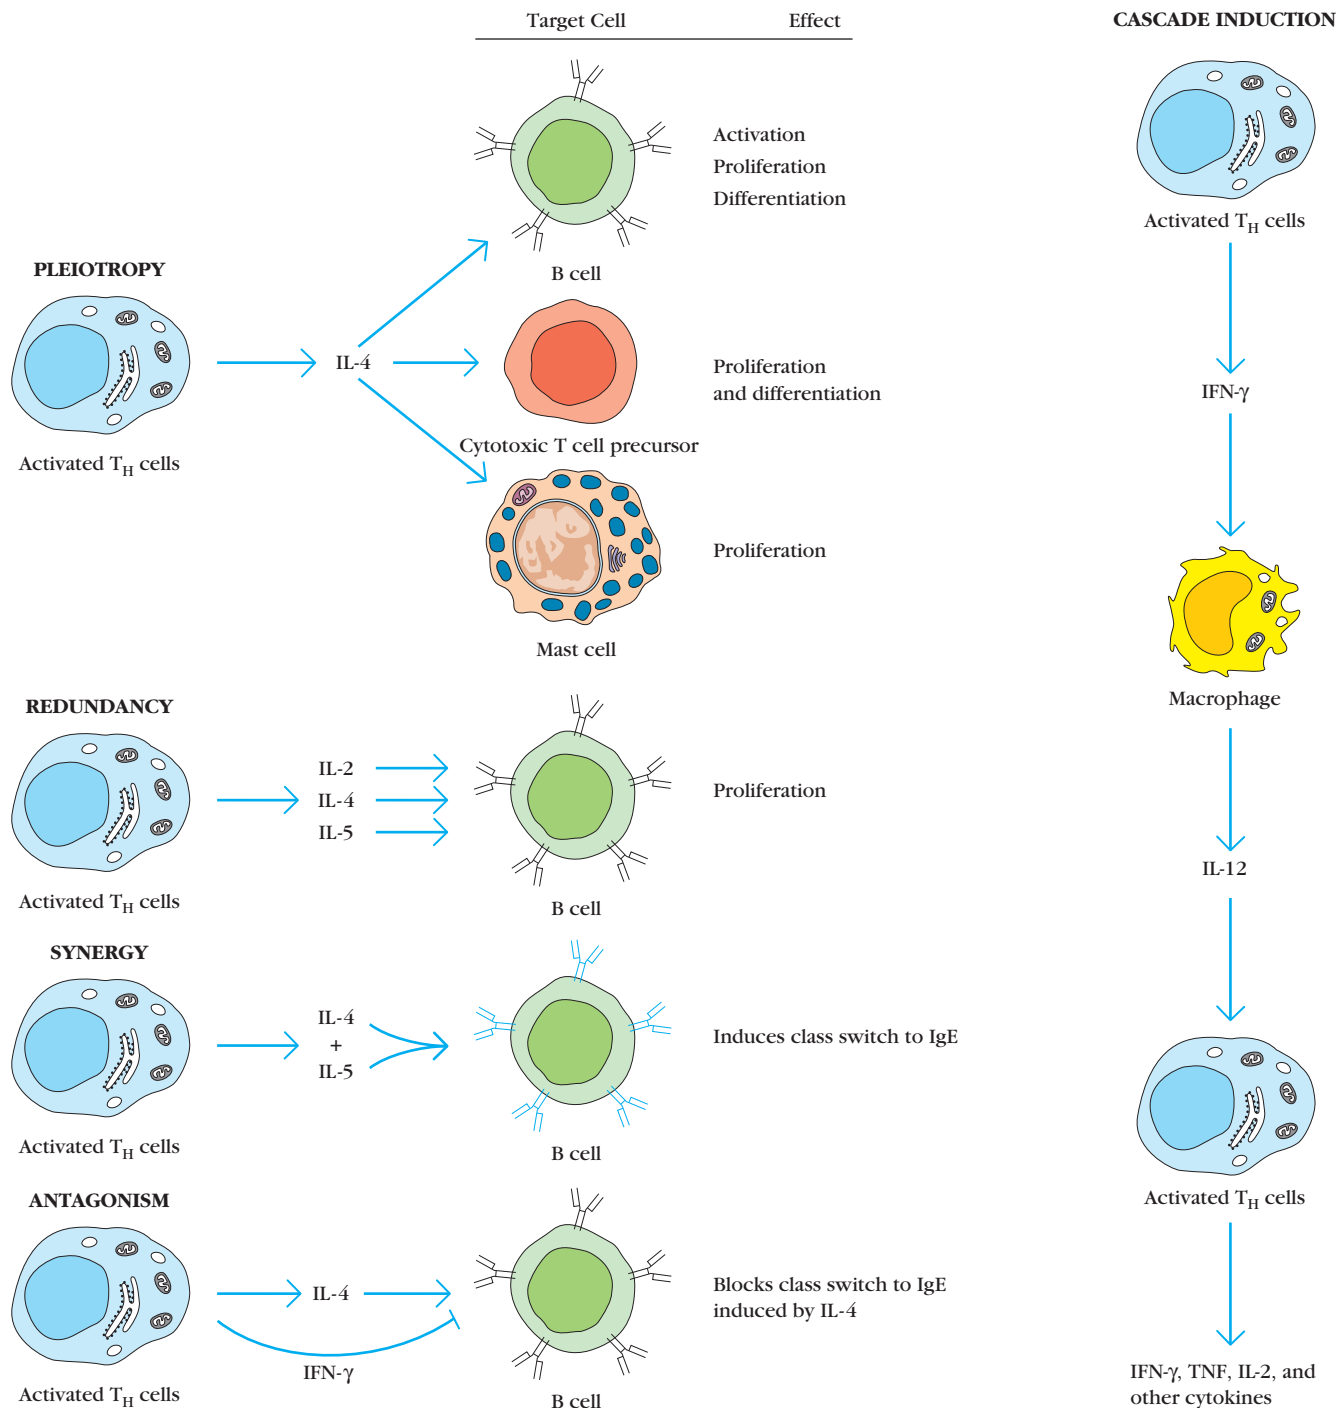 Target Cell Effect
Activation
Proliferation
Differentiation
B cell
PLEIOTROPY
IL-4
Activated TH cells
Proliferation
and differentiation
Cytotoxic T cell precursor
Proliferation
Mast cell
REDUNDANCY
IL-2
IL-4
IL-5
Proliferation
Activated TH cells
B cell
SYNERGY
IL-4
+
IL-5
Induces class switch to IgE
Activated TH cells
B cell
ANTAGONISM
IL-4
Blocks class switch to IgE
induced by IL-4
IFN-γ
Activated TH cells
B cell
CASCADE INDUCTION
Activated TH cells
IFN-γ
Macrophage
IL-12
Activated TH cells
IFN-γ, TNF, IL-2, and
other cytokines